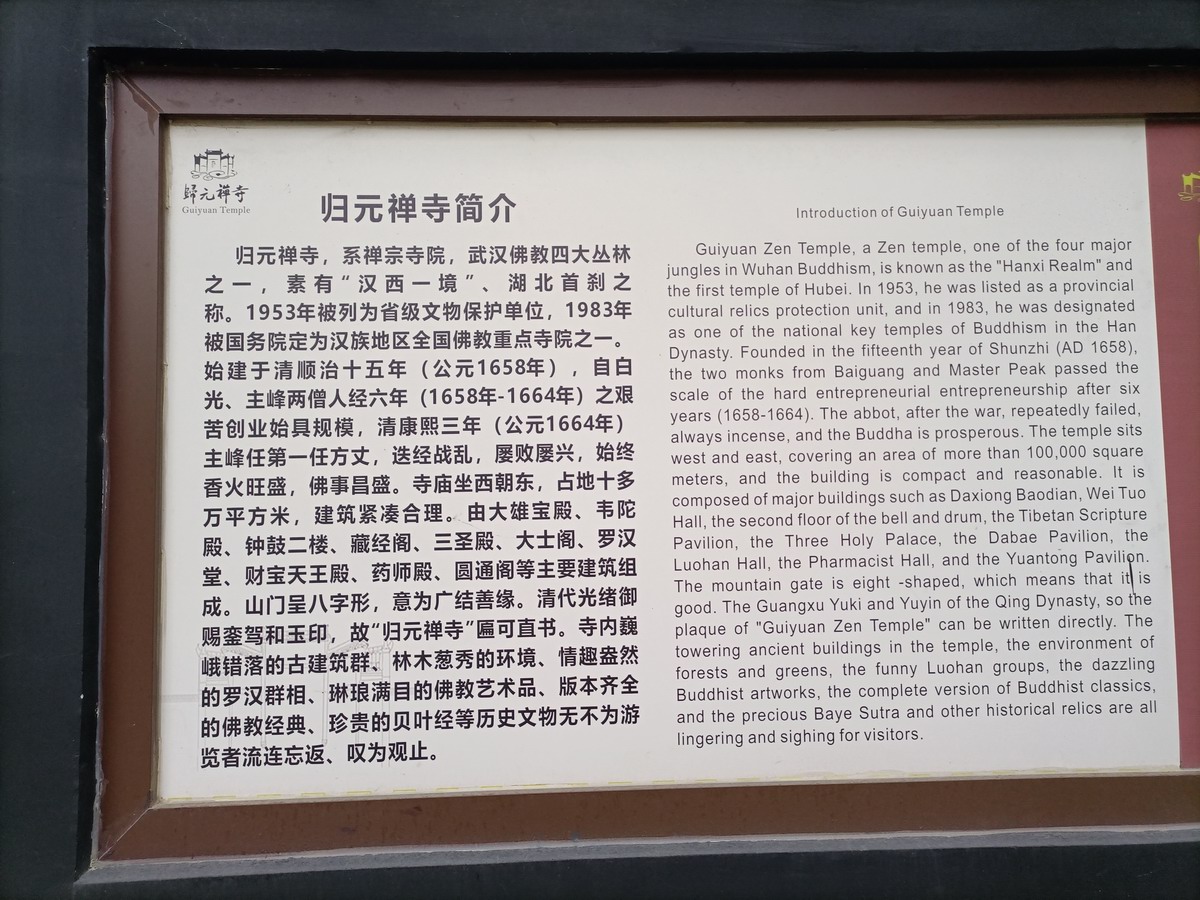 歸元禅寺
Guiyuan Temple
归元禅寺简介
归元禅寺，系禅宗寺院，武汉佛教四大丛林
之一，素有“汉西一境”、湖北首刹之
称。1953年被列为省级文物保护单位，1983年
被国务院定为汉族地区全国佛教重点寺院之一。
始建于清顺治十五年（公元1658年），自白
光、主峰两僧人经六年（1658年-1664年）之艰
苦创业始具规模，清康熙三年（公元1664年）
主峰任第一任方丈，迭经战乱，屡败屡兴，始终
香火旺盛，佛事昌盛。寺庙坐西朝东，占地十多
万平方米，建筑紧凑合理。由大雄宝殿、韦陀
殿、钟鼓二楼、藏经阁、三圣殿、大士阁、罗汉
堂、财宝天王殿、药师殿、圆通阁等主要建筑组
成。山门呈八字形，意为广结善缘。清代光绪御
赐銮驾和玉印，故“归元禅寺”匾可直书。寺内巍
峨错落的古建筑群、林木葱秀的环境、情趣盎然
的罗汉群相、琳琅满目的佛教艺术品、版本齐全
的佛教经典、珍贵的贝叶经等历史文物无不为游
览者流连忘返、叹为观止。
Introduction of Guiyuan Temple
Guiyuan Zen Temple, a Zen temple, one of the four major
jungles in Wuhan Buddhism, is known as the "Hanxi Realm" and
the first temple of Hubei. In 1953, he was listed as a provincial
cultural relics protection unit, and in 1983, he was designated
as one of the national key temples of Buddhism in the Han
Dynasty. Founded in the fifteenth year of Shunzhi (AD 1658),
the two monks from Baiguang and Master Peak passed the
scale of the hard entrepreneurial entrepreneurship after six
years (1658-1664). The abbot, after the war, repeatedly failed,
always incense, and the Buddha is prosperous. The temple sits
west and east, covering an area of more than 100,000 square
meters, and the building is compact and reasonable. It is
composed of major buildings such as Daxiong Baodian, Wei Tuo
Hall, the second floor of the bell and drum, the Tibetan Scripture
Pavilion, the Three Holy Palace, the Dabae Pavilion, the
Luohan Hall, the Pharmacist Hall, and the Yuantong Pavilion.
The mountain gate is eight -shaped, which means that it is
good. The Guangxu Yuki and Yuyin of the Qing Dynasty, so the
plaque of "Guiyuan Zen Temple" can be written directly. The
towering ancient buildings in the temple, the environment of
forests and greens, the funny Luohan groups, the dazzling
Buddhist artworks, the complete version of Buddhist classics,
and the precious Baye Sutra and other historical relics are all
lingering and sighing for visitors.